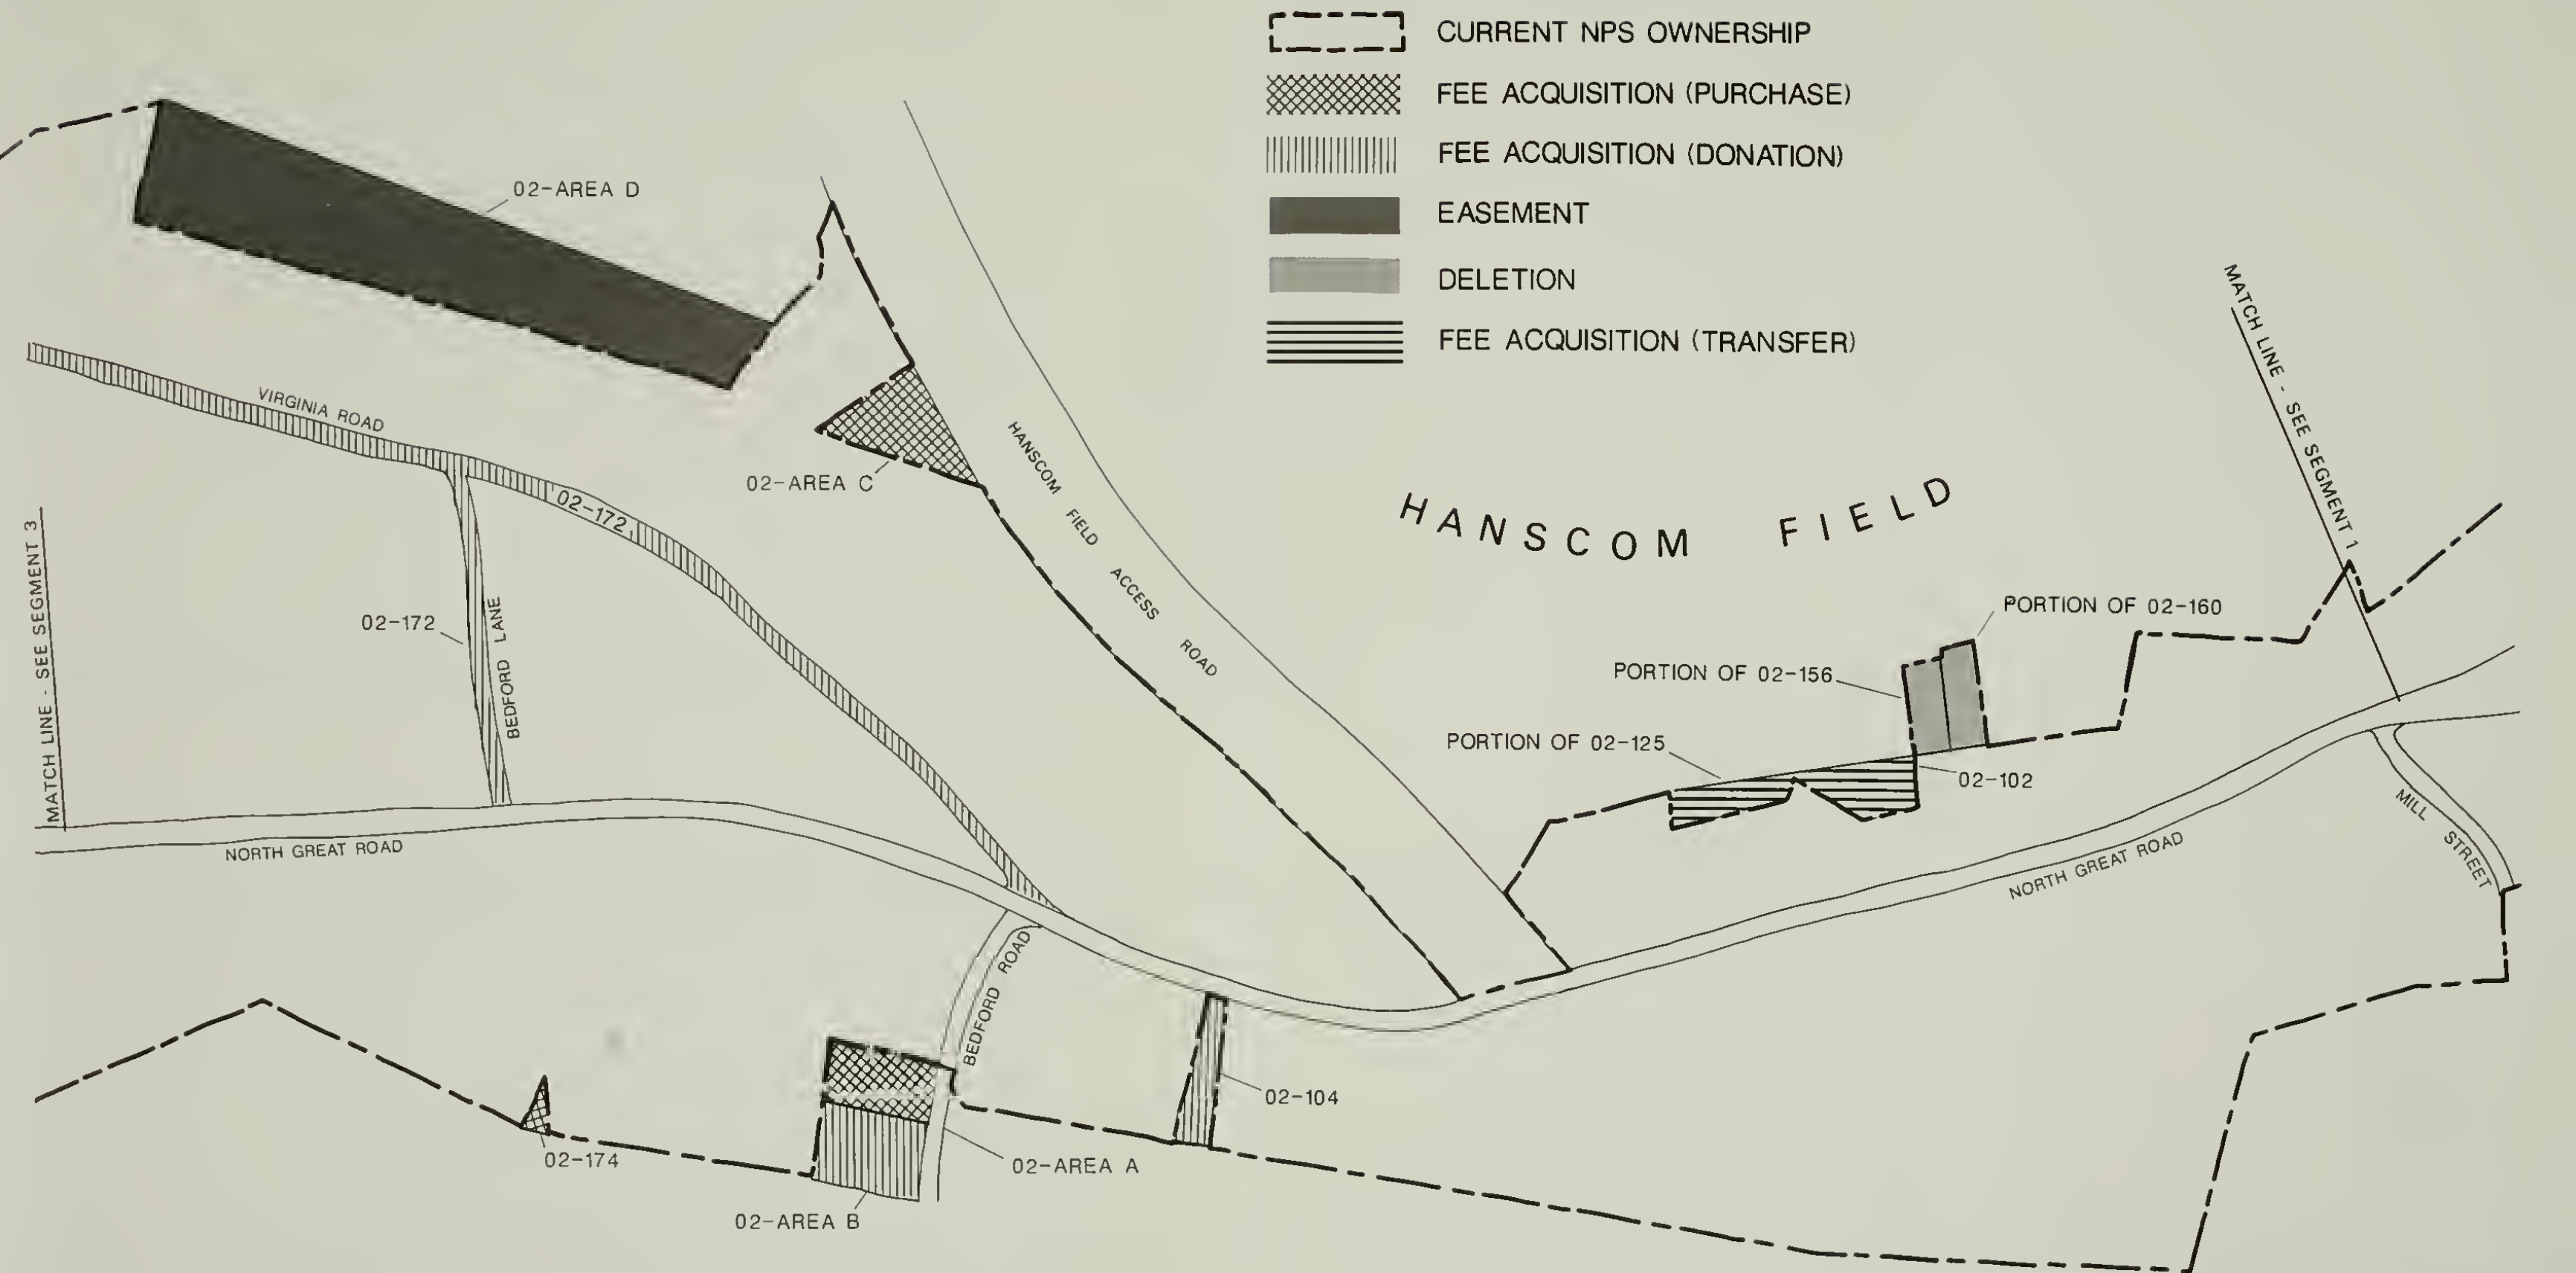 CURRENT NPS OWNERSHIP
FEE ACQUISITION (PURCHASE)
FEE ACQUISITION (DONATION)
EASEMENT
DELETION
FEE ACQUISITION (TRANSFER)
02-AREA D
VIRGINIA ROAD
02-AREA C
02-172
HANSCOM FIELD ACCESS ROAD
HANSCOM FIELD
MATCH LINE - SEE SEGMENT 1
MATCH LINE - SEE SEGMENT 3
02-172
BEDFORD LANE
PORTION OF 02-160
PORTION OF 02-156
PORTION OF 02-125
02-102
MILL STREET
NORTH GREAT ROAD
NORTH GREAT ROAD
BEDFORD ROAD
02-104
02-174
02-AREA A
02-AREA B